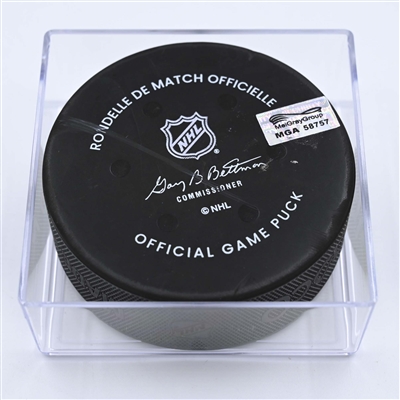 RONDELLE DE MATCH OFFICIELLE
MeiGrayGroup
MGA 58757
NHL
®
Gary B Bettman
COMMISSIONER
© NHL
OFFICIAL GAME PUCK